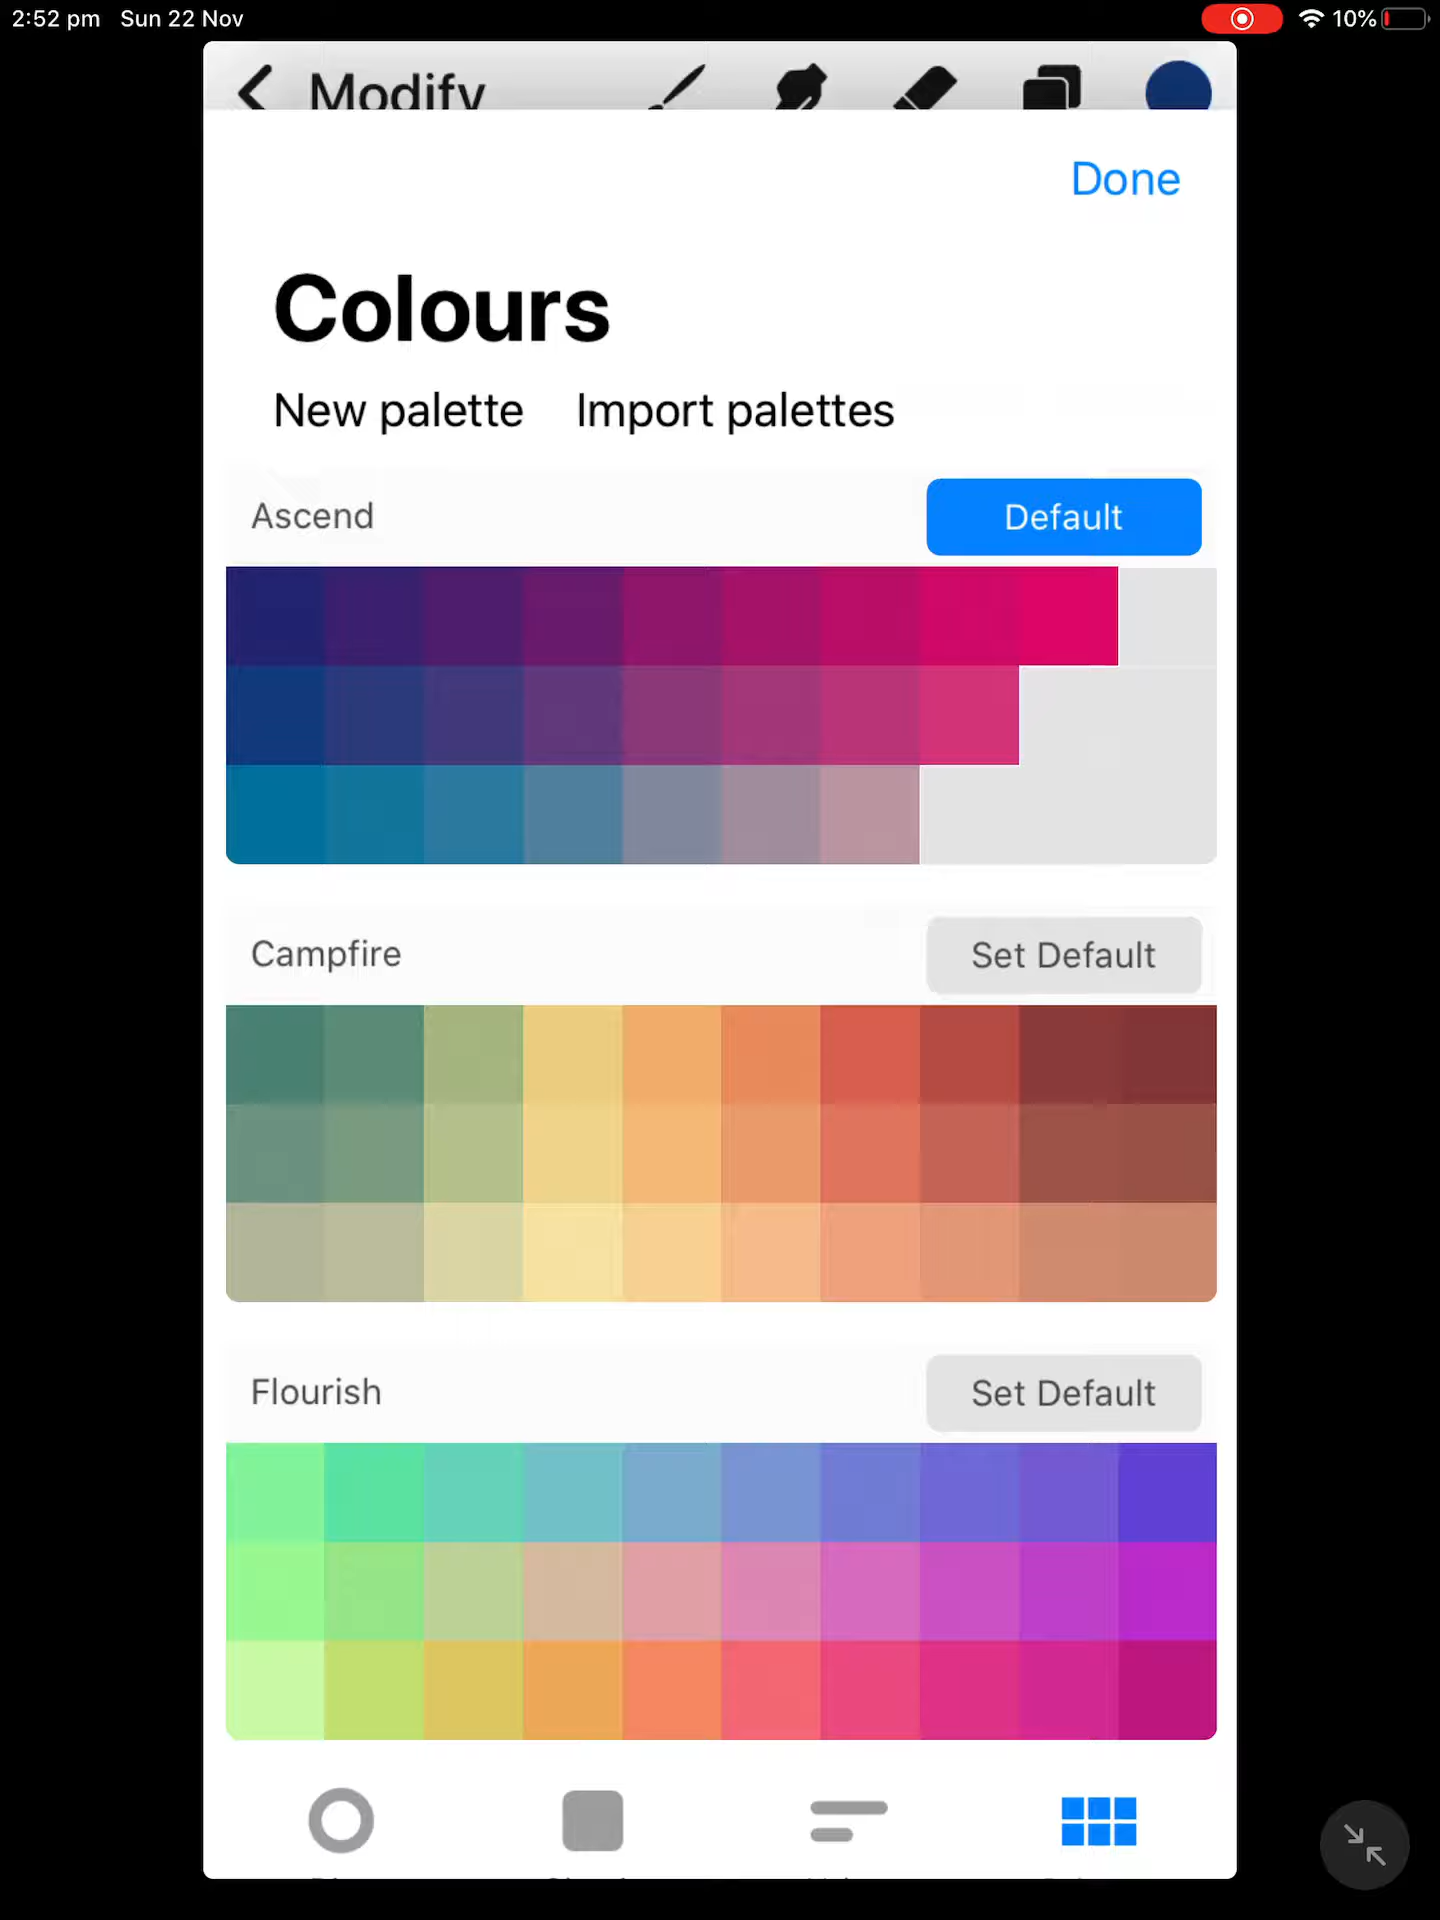 2:52 pm Sun 22 Nov 10%
Modify
Done
Colours
New palette Import palettes
Ascend Default
Campfire Set Default
Flourish Set Default